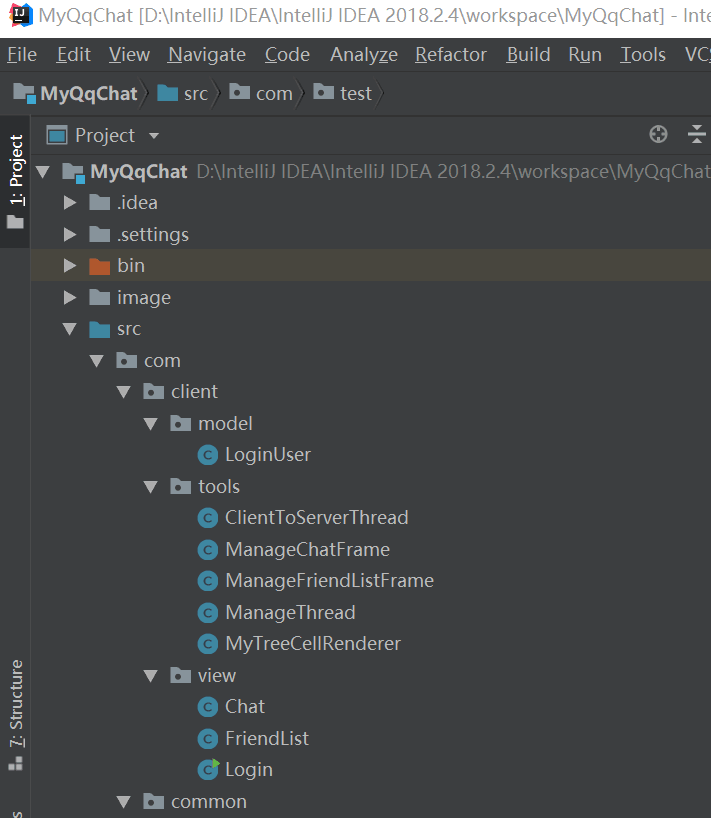 MyQqChat [D:\IntelliJ IDEA\IntelliJ IDEA 2018.2.4\workspace\MyQqChat] - Inte
File Edit View Navigate Code Analyze Refactor Build Run Tools VC
MyQqChat src com test
Project
MyQqChat D:\IntelliJ IDEA\IntelliJ IDEA 2018.2.4\workspace\MyQqChat
.idea
.settings
bin
image
src
com
client
model
LoginUser
tools
ClientToServerThread
ManageChatFrame
ManageFriendListFrame
ManageThread
MyTreeCellRenderer
view
Chat
FriendList
Login
common
1: Project
7: Structure